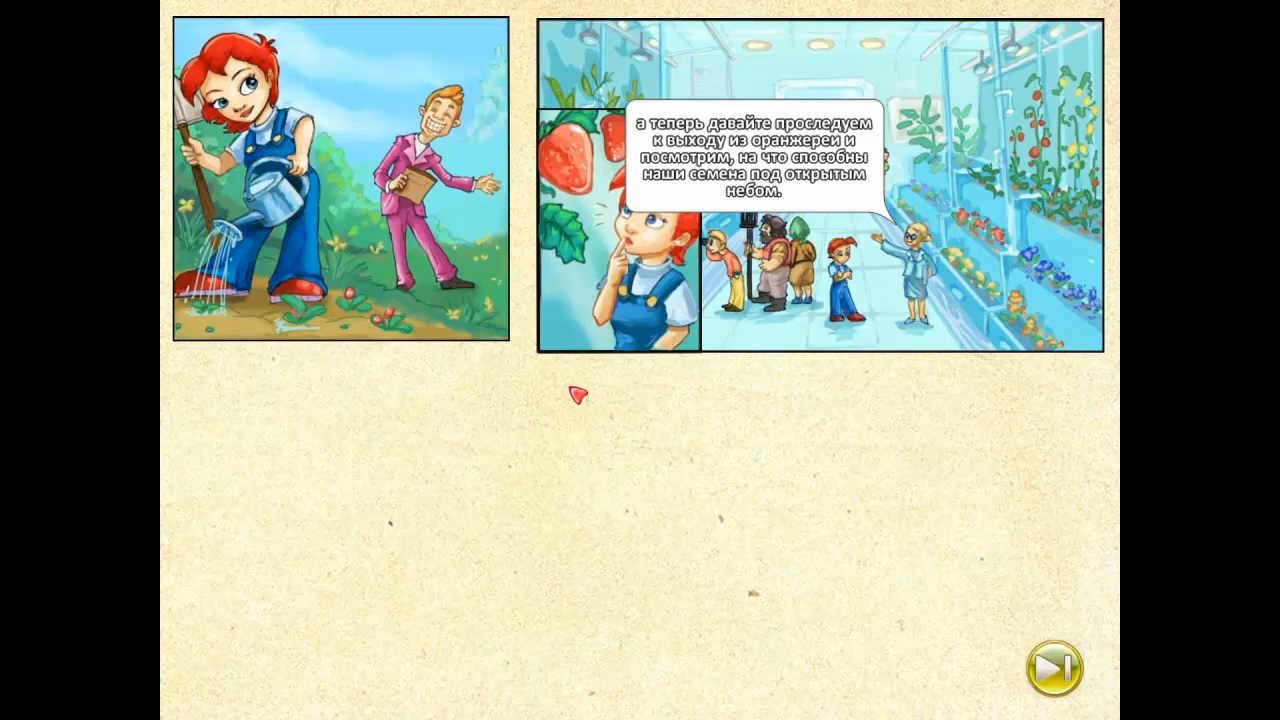 а теперь давайте проследуем
к выходу из оранжереи и
посмотрим, на что способны
наши семена под открытым
небом.